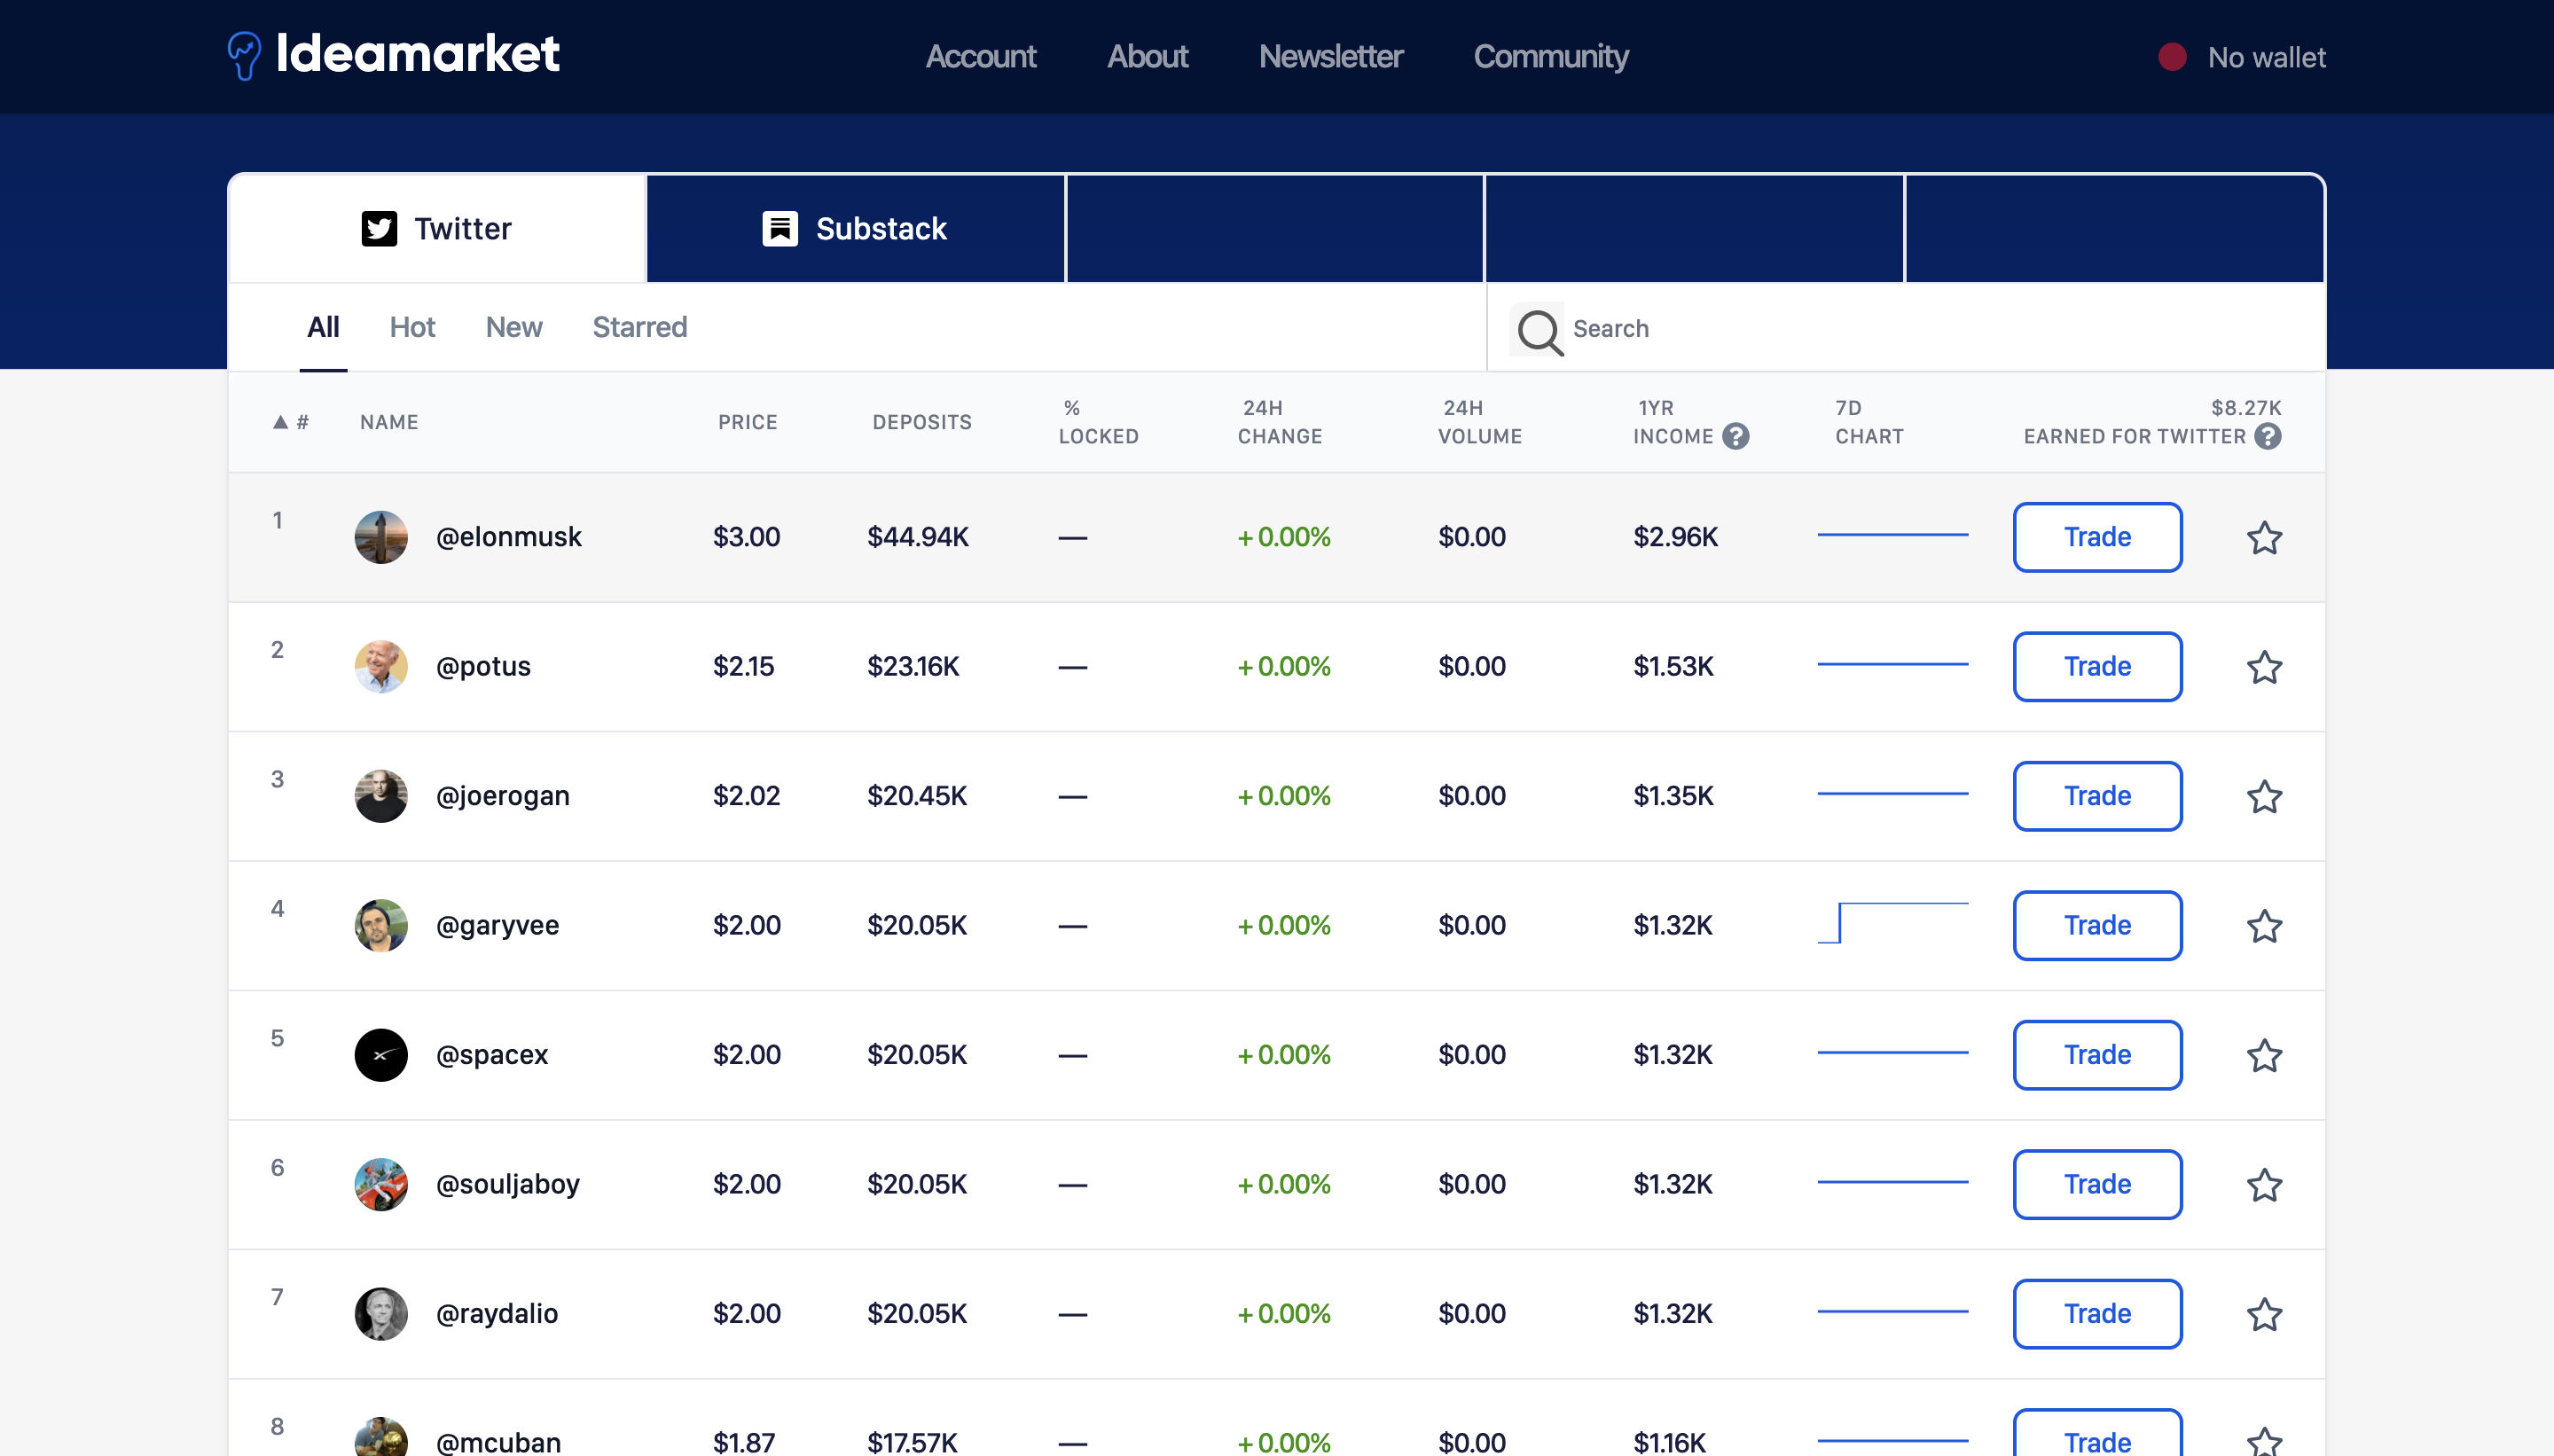 Ideamarket Account About Newsletter Community No wallet
Twitter Substack
All Hot New Starred Search
▲ # NAME PRICE DEPOSITS % LOCKED 24H CHANGE 24H VOLUME 1YR INCOME ? 7D CHART $8.27K EARNED FOR TWITTER ?
1 @elonmusk $3.00 $44.94K — +0.00% $0.00 $2.96K Trade
2 @potus $2.15 $23.16K — +0.00% $0.00 $1.53K Trade
3 @joerogan $2.02 $20.45K — +0.00% $0.00 $1.35K Trade
4 @garyvee $2.00 $20.05K — +0.00% $0.00 $1.32K Trade
5 @spacex $2.00 $20.05K — +0.00% $0.00 $1.32K Trade
6 @souljaboy $2.00 $20.05K — +0.00% $0.00 $1.32K Trade
7 @raydalio $2.00 $20.05K — +0.00% $0.00 $1.32K Trade
8 @mcuban $1.87 $17.57K — +0.00% $0.00 $1.16K Trade